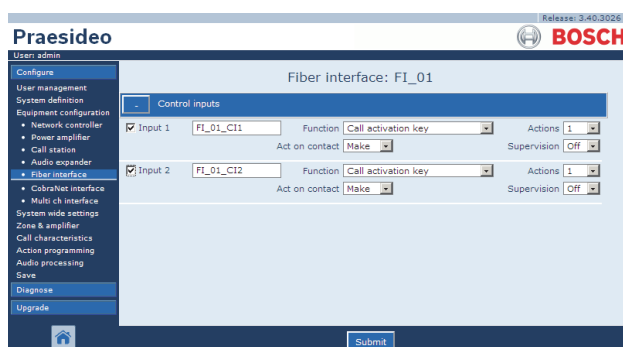 Release: 3.40.3026
Praesideo
BOSCH
User: admin
Configure
User management
System definition
Equipment configuration
• Network controller
• Power amplifier
• Call station
• Audio expander
• Fiber interface
• CobraNet interface
• Multi ch interface
System wide settings
Zone & amplifier
Call characteristics
Action programming
Audio processing
Save
Diagnose
Upgrade
Fiber interface: FI_01
- Control inputs
Input 1 FI_01_CI1 Function Call activation key Actions 1
Act on contact Make Supervision Off
Input 2 FI_01_CI2 Function Call activation key Actions 1
Act on contact Make Supervision Off
Submit